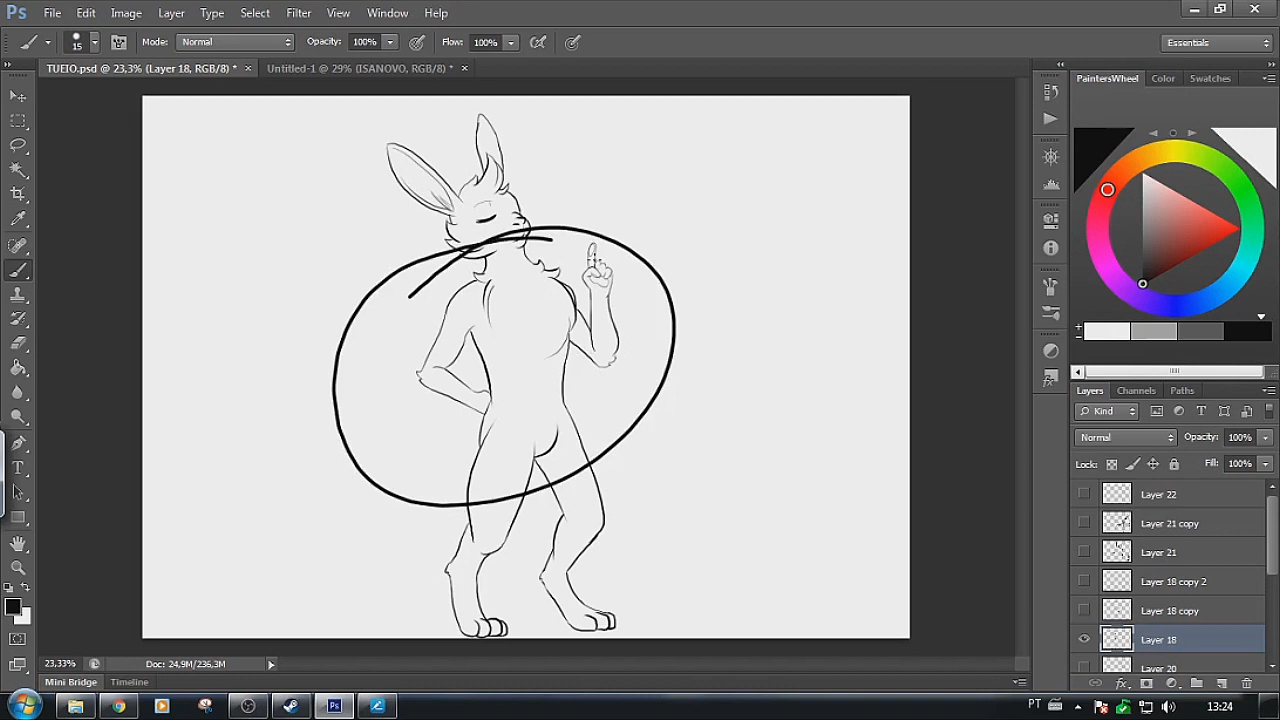 Ps File Edit Image Layer Type Select Filter View Window Help
15 Mode: Normal Opacity: 100% Flow: 100% Essentials
TUEIO.psd @ 23,3% (Layer 18, RGB/8) * × Untitled-1 @ 29% (ISANOVO, RGB/8) * ×
PaintersWheel Color Swatches
Layers Channels Paths
Kind
Normal Opacity: 100%
Lock: Fill: 100%
Layer 22
Layer 21 copy
Layer 21
Layer 18 copy 2
Layer 18 copy
Layer 18
Layer 20
23,33% Doc: 24,9M/236,3M
Mini Bridge Timeline
PT 13:24